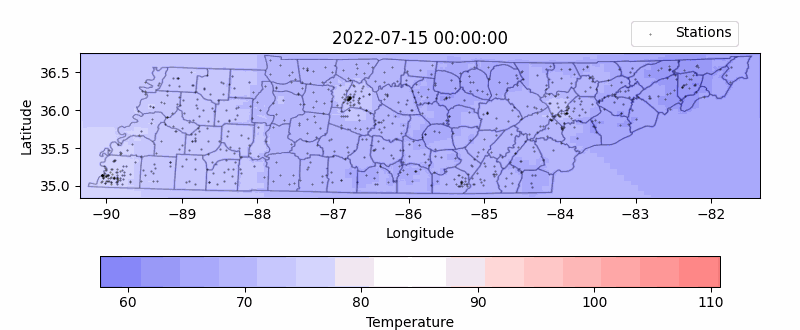 2022-07-15 00:00:00
Stations
Latitude
36.5
36.0
35.5
35.0
−90 −89 −88 −87 −86 −85 −84 −83 −82
Longitude
60 70 80 90 100 110
Temperature